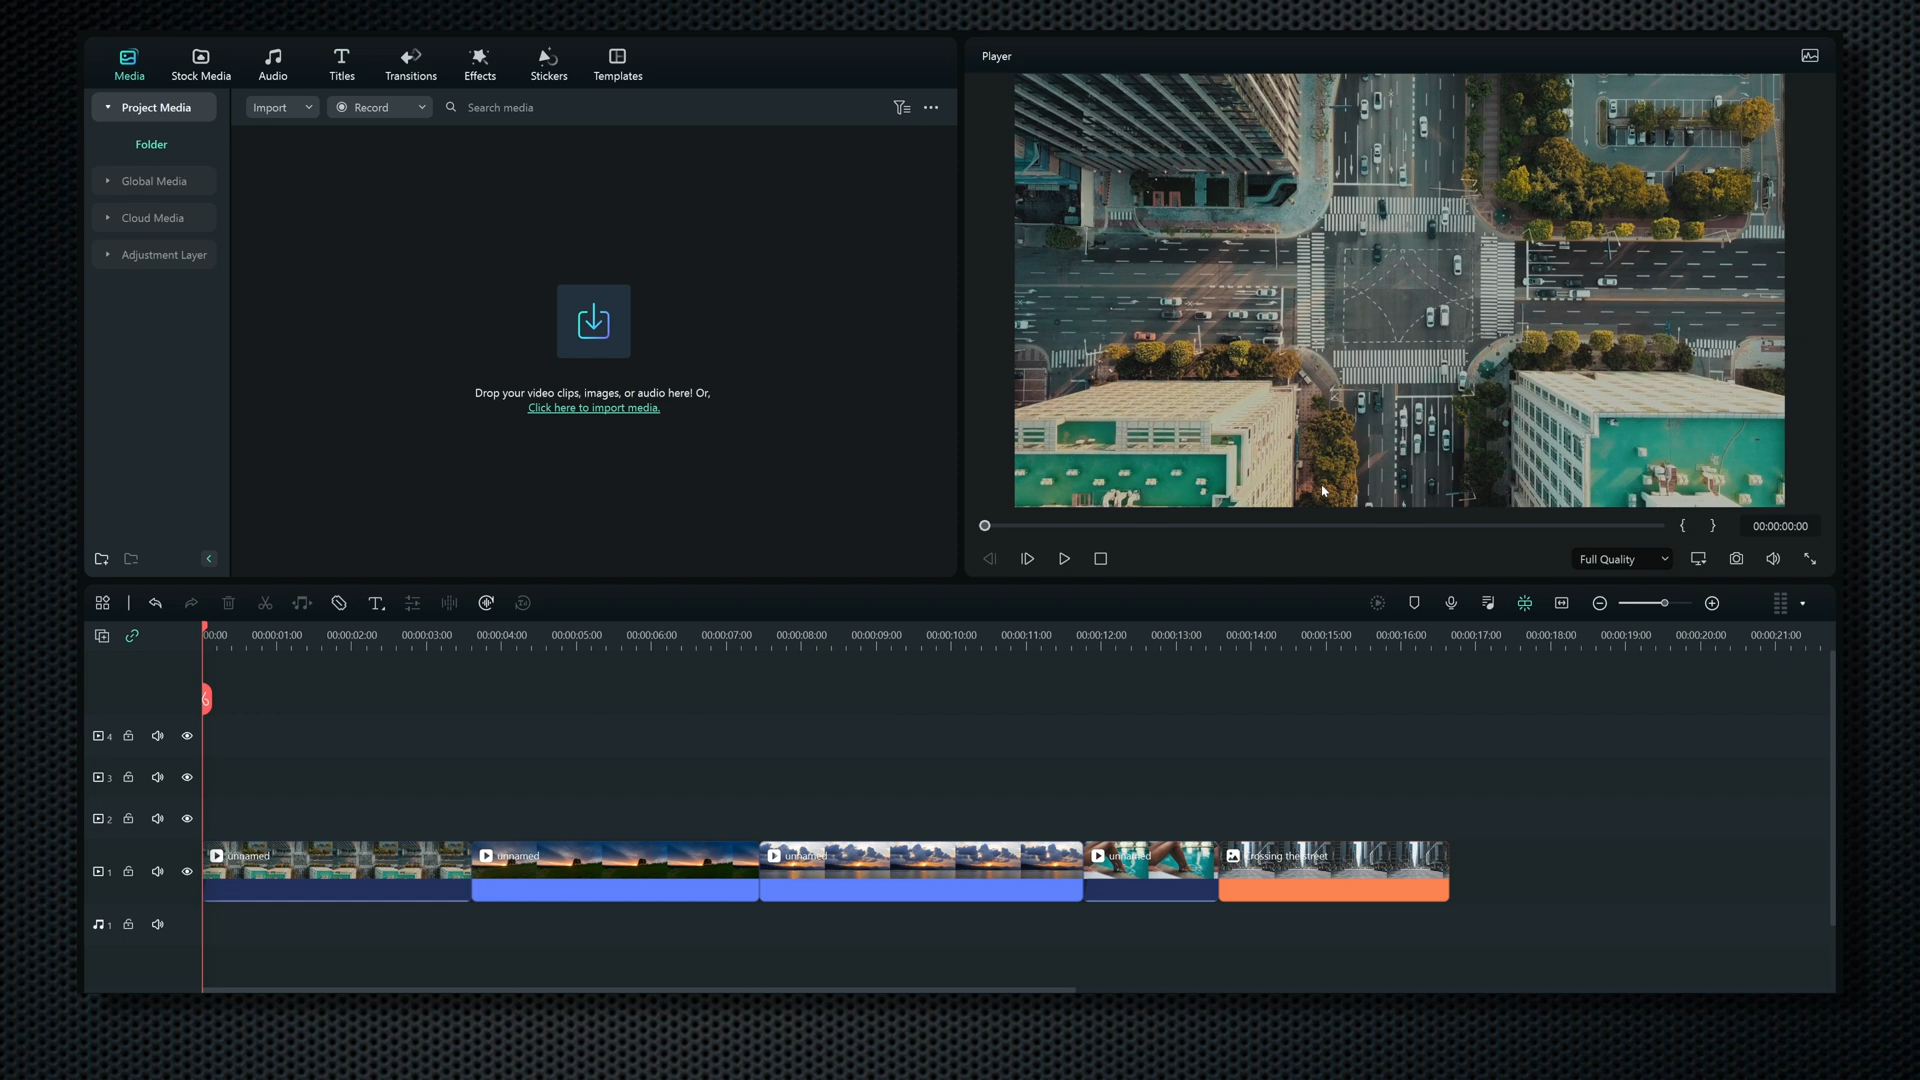 Media
Stock Media
Audio
Titles
Transitions
Effects
Stickers
Templates
Player
Project Media
Import
Record
Search media
Folder
Global Media
Cloud Media
Adjustment Layer
Drop your video clips, images, or audio here! Or,
Click here to import media.
{ } 00:00:00:00
Full Quality
00:00 00:00:01:00 00:00:02:00 00:00:03:00 00:00:04:00 00:00:05:00 00:00:06:00 00:00:07:00 00:00:08:00 00:00:09:00 00:00:10:00 00:00:11:00 00:00:12:00 00:00:13:00 00:00:14:00 00:00:15:00 00:00:16:00 00:00:17:00 00:00:18:00 00:00:19:00 00:00:20:00 00:00:21:00
4
3
2
unnamed
unnamed
unnamed
unnamed
Crossing the street
1
1